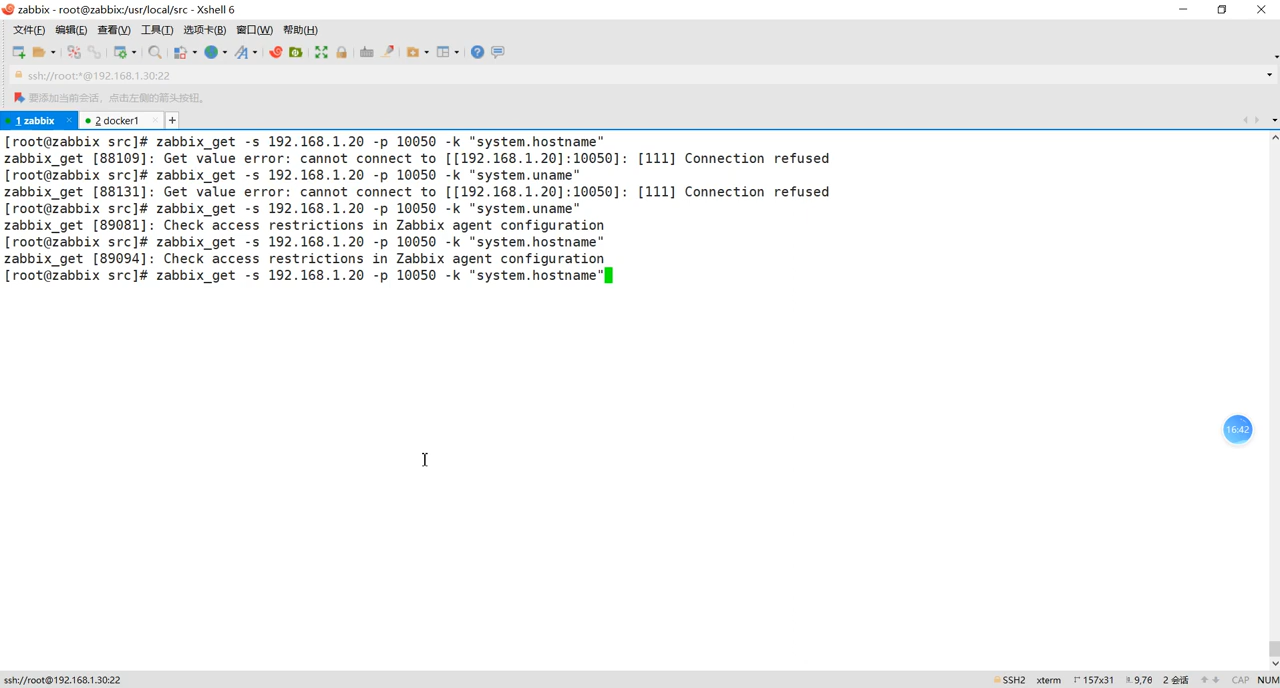 zabbix - root@zabbix:/usr/local/src - Xshell 6
文件(F) 编辑(E) 查看(V) 工具(T) 选项卡(B) 窗口(W) 帮助(H)
ssh://root:*@192.168.1.30:22
要添加当前会话，点击左侧的箭头按钮。
1 zabbix × 2 docker1 × +
[root@zabbix src]# zabbix_get -s 192.168.1.20 -p 10050 -k "system.hostname"
zabbix_get [88109]: Get value error: cannot connect to [[192.168.1.20]:10050]: [111] Connection refused
[root@zabbix src]# zabbix_get -s 192.168.1.20 -p 10050 -k "system.uname"
zabbix_get [88131]: Get value error: cannot connect to [[192.168.1.20]:10050]: [111] Connection refused
[root@zabbix src]# zabbix_get -s 192.168.1.20 -p 10050 -k "system.uname"
zabbix_get [89081]: Check access restrictions in Zabbix agent configuration
[root@zabbix src]# zabbix_get -s 192.168.1.20 -p 10050 -k "system.hostname"
zabbix_get [89094]: Check access restrictions in Zabbix agent configuration
[root@zabbix src]# zabbix_get -s 192.168.1.20 -p 10050 -k "system.hostname"
16:42
ssh://root@192.168.1.30:22 SSH2 xterm 157x31 9,76 2 会话 CAP NUM